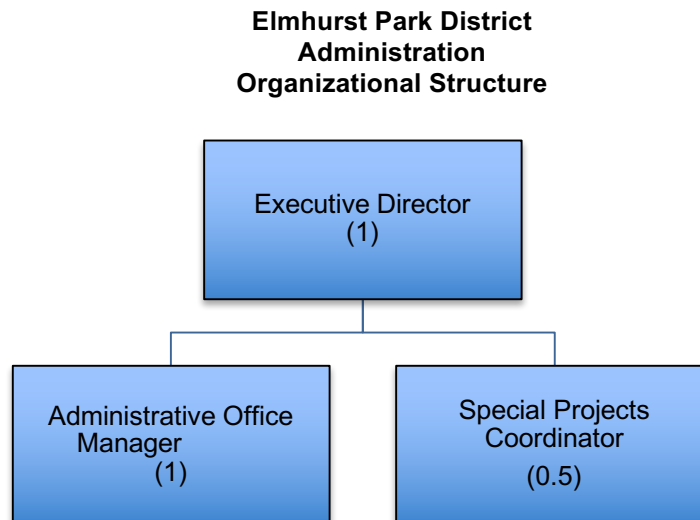 Elmhurst Park District
Administration
Organizational Structure
Executive Director
(1)
Administrative Office
Manager
(1)
Special Projects
Coordinator
(0.5)